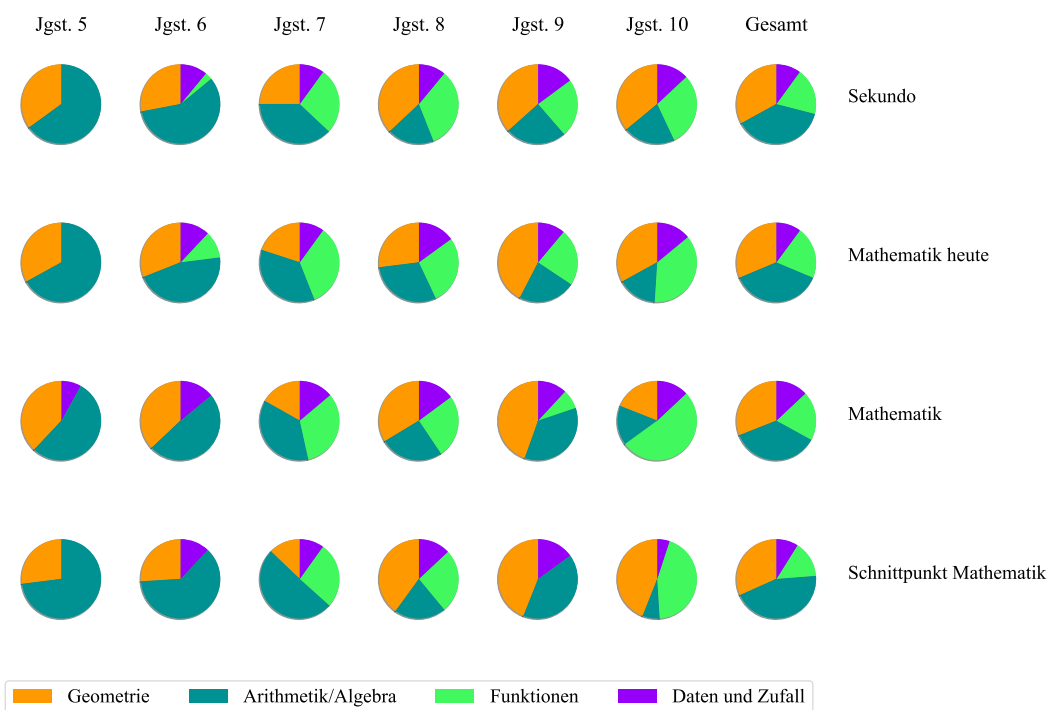 Jgst. 5 Jgst. 6 Jgst. 7 Jgst. 8 Jgst. 9 Jgst. 10 Gesamt
Sekundo
Mathematik heute
Mathematik
Schnittpunkt Mathematik
Geometrie Arithmetik/Algebra Funktionen Daten und Zufall